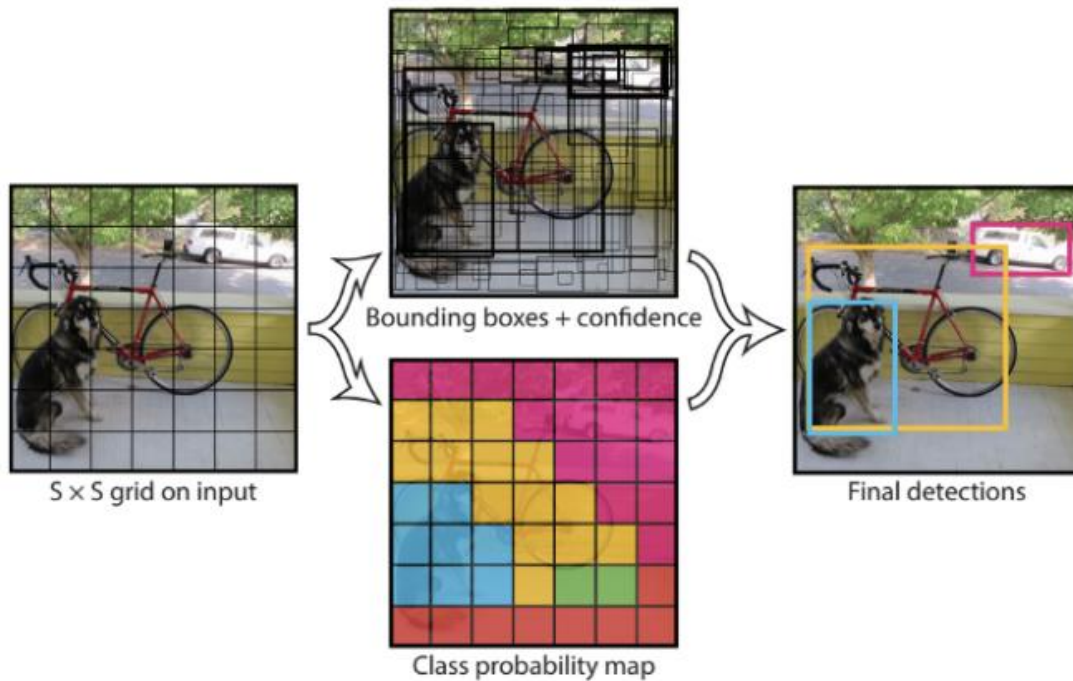 Bounding boxes + confidence
S × S grid on input
Final detections
Class probability map